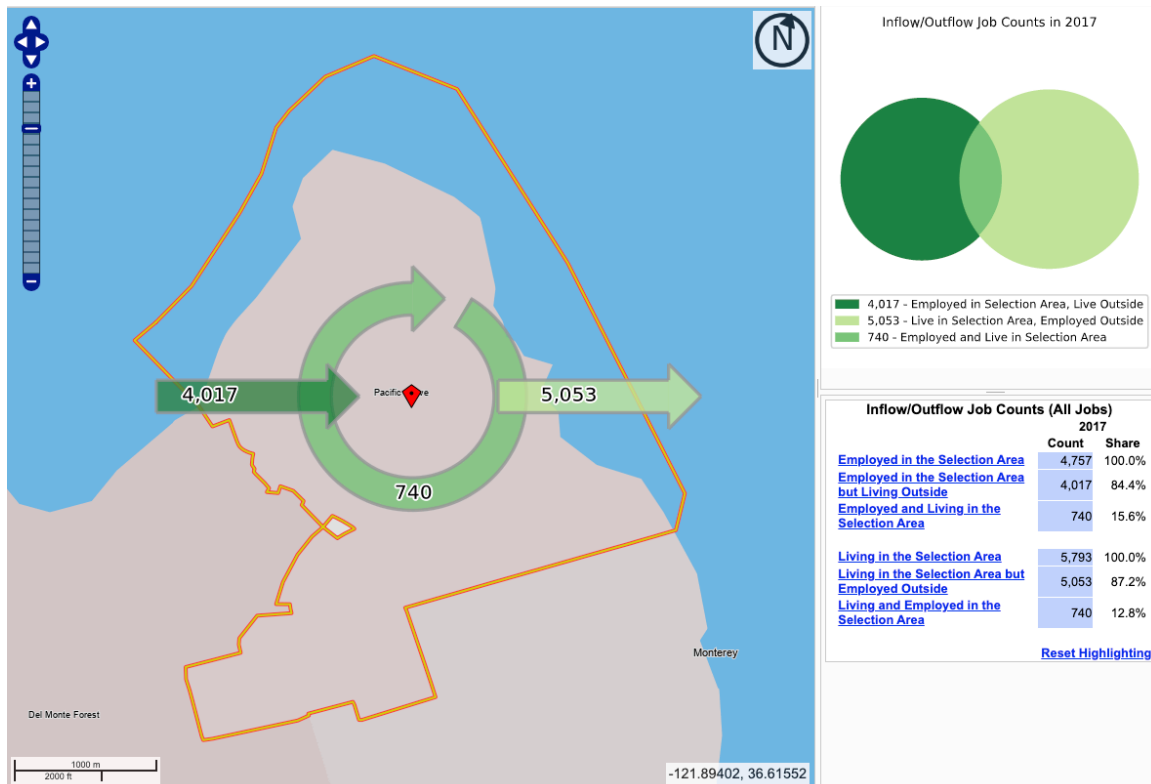 N
Inflow/Outflow Job Counts in 2017
4,017 - Employed in Selection Area, Live Outside
5,053 - Live in Selection Area, Employed Outside
740 - Employed and Live in Selection Area
4,017
Pacific
5,053
740
Monterey
Del Monte Forest
1000 m
2000 ft
-121.89402, 36.61552
Inflow/Outflow Job Counts (All Jobs)
2017
Count Share
Employed in the Selection Area 4,757 100.0%
Employed in the Selection Area
but Living Outside 4,017 84.4%
Employed and Living in the
Selection Area 740 15.6%
Living in the Selection Area 5,793 100.0%
Living in the Selection Area but
Employed Outside 5,053 87.2%
Living and Employed in the
Selection Area 740 12.8%
Reset Highlighting